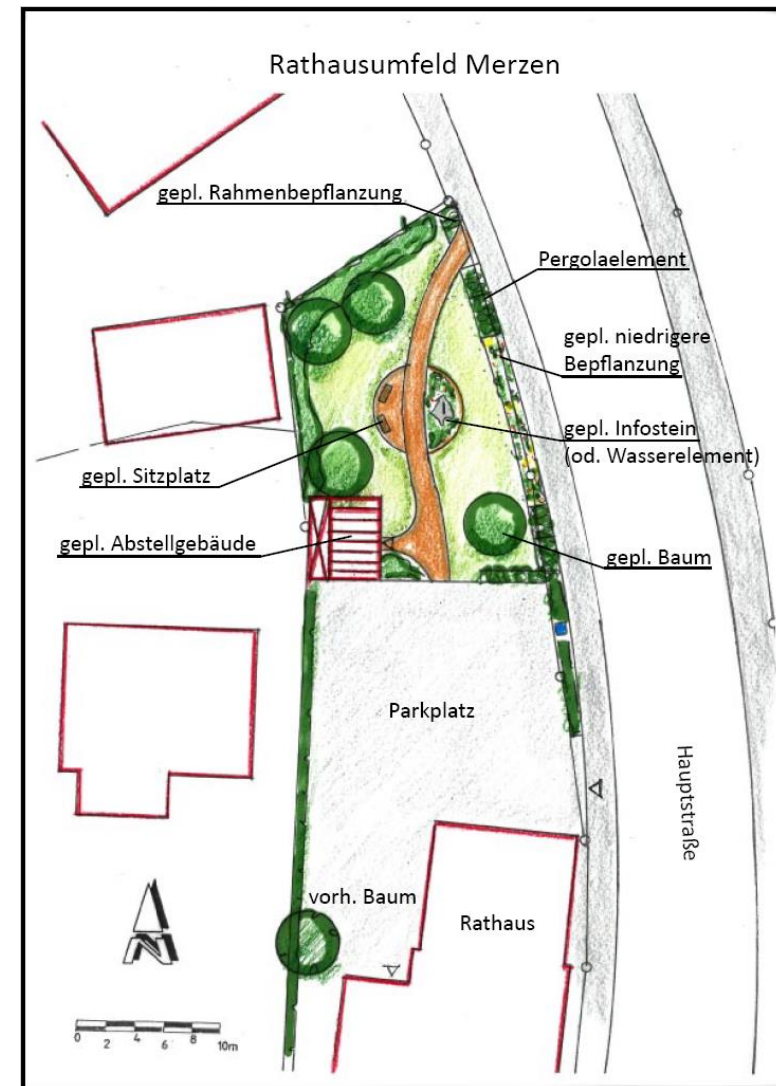 Rathausumfeld Merzen
gepl. Rahmenbepflanzung
Pergolaelement
gepl. niedrigere
Bepflanzung
gepl. Infostein
(od. Wasserelement)
gepl. Sitzplatz
gepl. Abstellgebäude
gepl. Baum
Parkplatz
Hauptstraße
vorh. Baum
Rathaus
N
0 2 4 6 8 10m